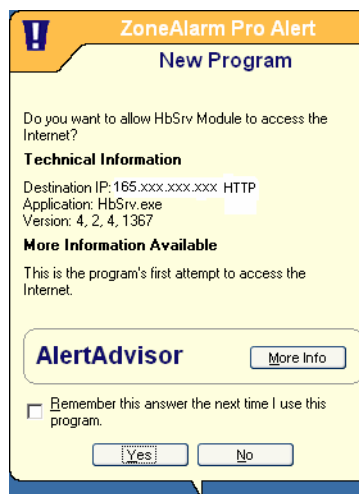 ZoneAlarm Pro Alert
New Program
Do you want to allow HbSrv Module to access the
Internet?
Technical Information
Destination IP: 165.xxx.xxx.xxx HTTP
Application: HbSrv.exe
Version: 4, 2, 4, 1367
More Information Available
This is the program's first attempt to access the
Internet.
AlertAdvisor More Info
Remember this answer the next time I use this
program.
Yes No